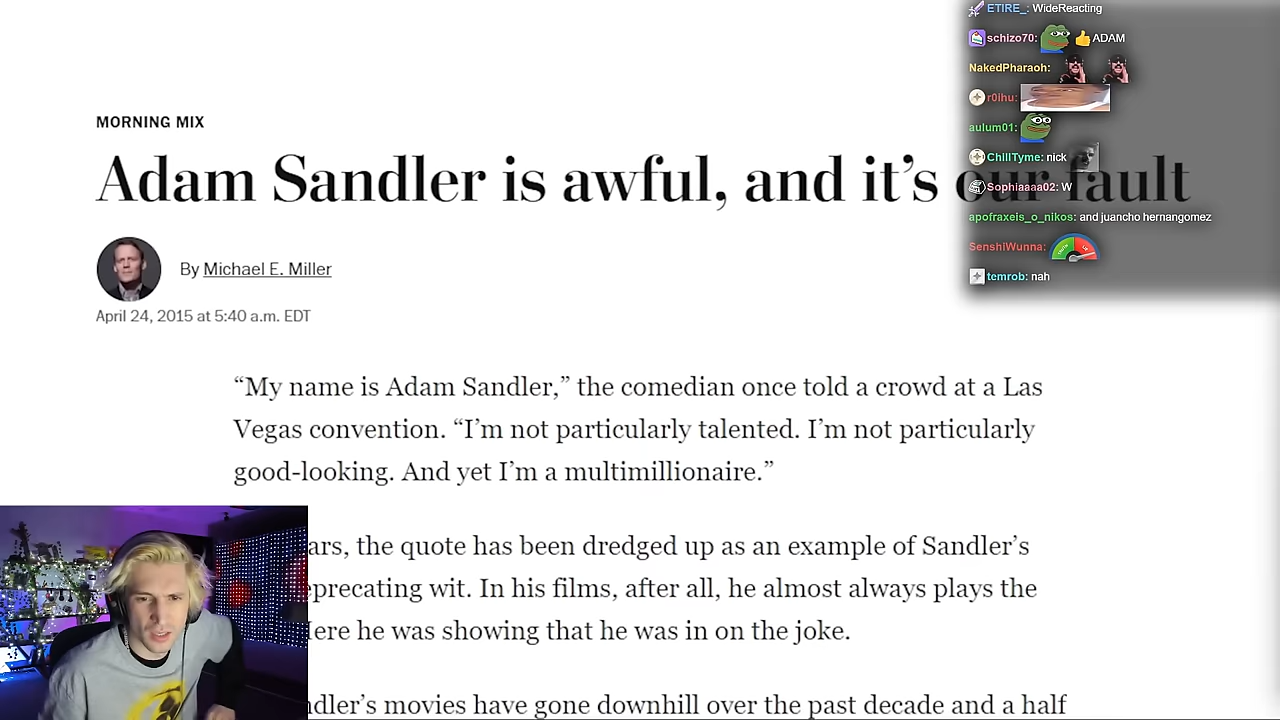 ETIRE_: WideReacting
schizo70: ADAM
NakedPharaoh:
r0ihu:
aulum01:
ChillTyme: nick
Sophiaaaa02: W
apofraxeis_o_nikos: and juancho hernangomez
SenshiWunna:
temrob: nah
MORNING MIX
Adam Sandler is awful, and it’s our fault
By Michael E. Miller
April 24, 2015 at 5:40 a.m. EDT
“My name is Adam Sandler,” the comedian once told a crowd at a Las
Vegas convention. “I’m not particularly talented. I’m not particularly
good-looking. And yet I’m a multimillionaire.”
ars, the quote has been dredged up as an example of Sandler’s
eprecating wit. In his films, after all, he almost always plays the
Here he was showing that he was in on the joke.
ndler’s movies have gone downhill over the past decade and a half